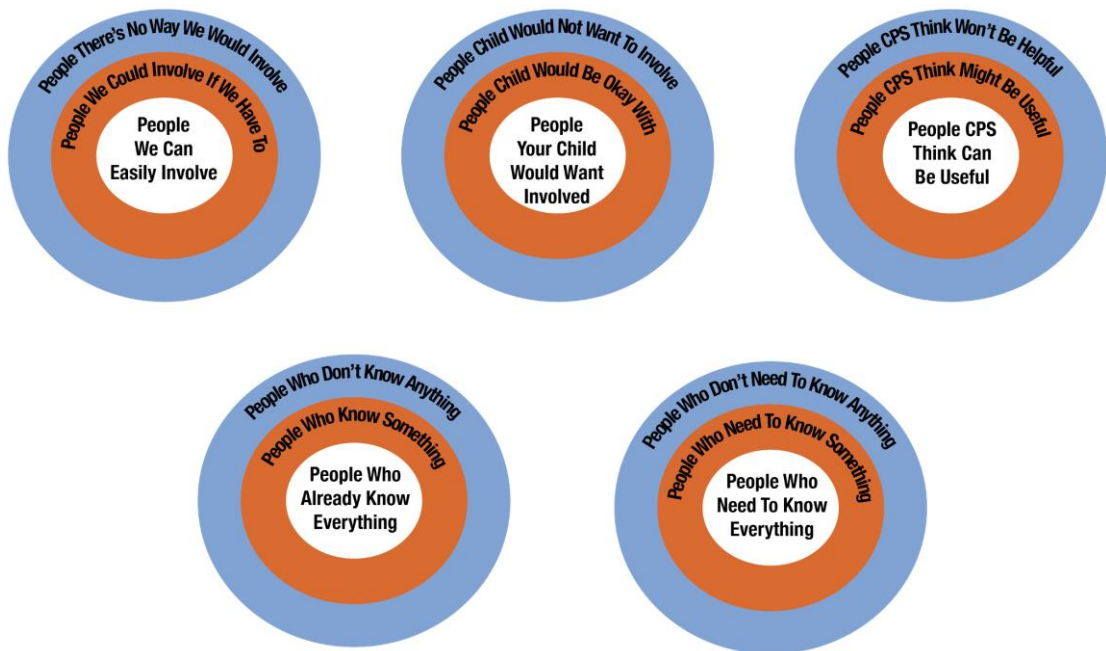 People There's No Way We Would Involve
People We Could Involve If We Have To
People
We Can
Easily Involve
People Child Would Not Want To Involve
People Child Would Be Okay With
People
Your Child
Would Want
Involved
People CPS Think Won't Be Helpful
People CPS Think Might Be Useful
People CPS
Think Can
Be Useful
People Who Don't Know Anything
People Who Know Something
People Who
Already Know
Everything
People Who Don't Need To Know Anything
People Who Need To Know Something
People Who
Need To Know
Everything